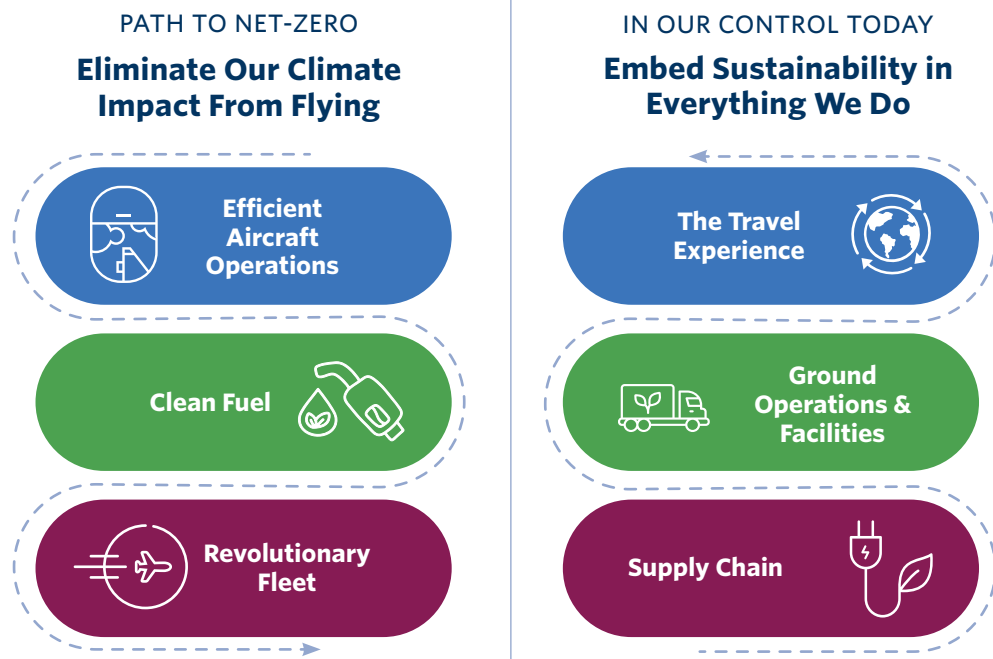 PATH TO NET-ZERO
Eliminate Our Climate
Impact From Flying
Efficient
Aircraft
Operations
Clean Fuel
Revolutionary
Fleet
IN OUR CONTROL TODAY
Embed Sustainability in
Everything We Do
The Travel
Experience
Ground
Operations &
Facilities
Supply Chain